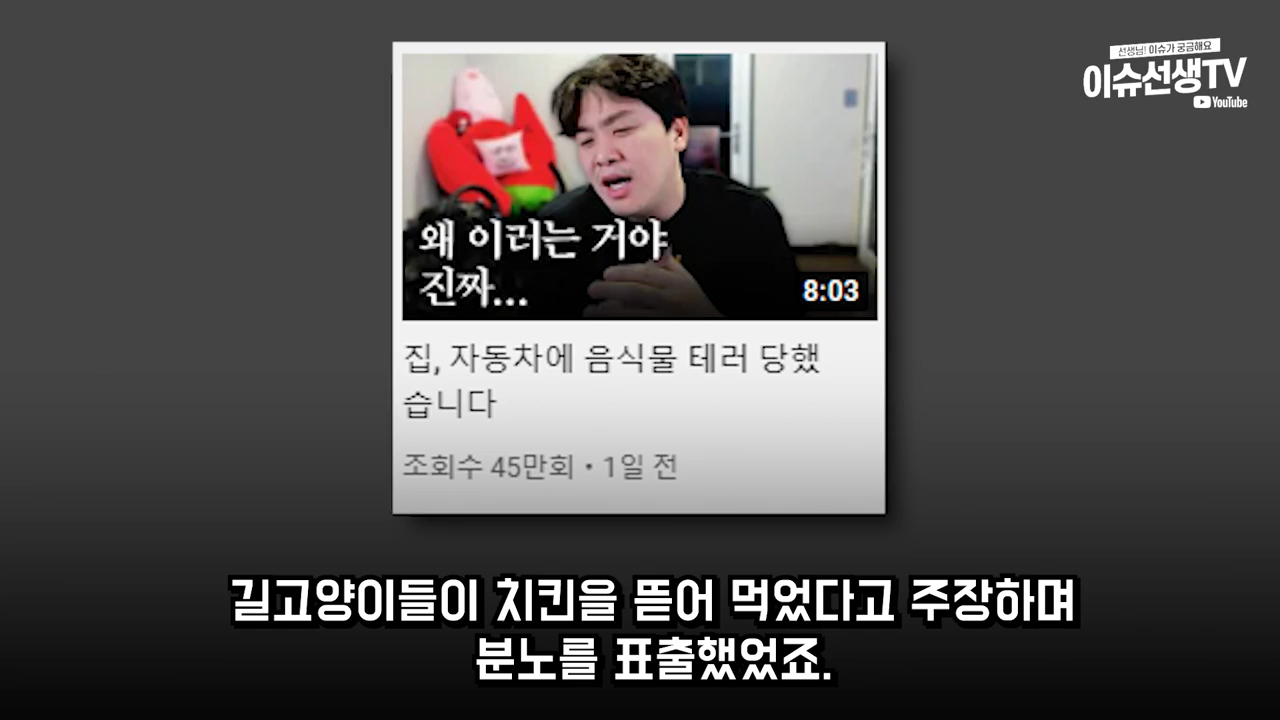 선생님! 이슈가 궁금해요
이슈선생TV
YouTube
왜 이러는 거야
진짜...
8:03
집, 자동차에 음식물 테러 당했
습니다
조회수 45만회 • 1일 전
길고양이들이 치킨을 뜯어 먹었다고 주장하며
분노를 표출했었죠.